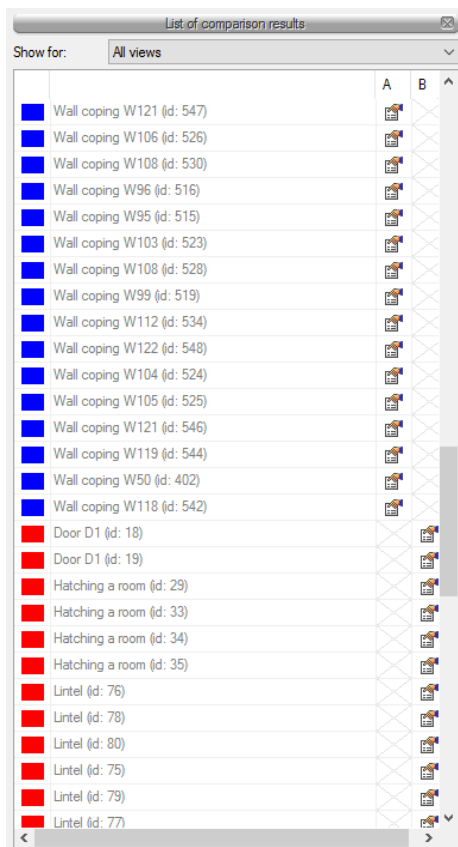 List of comparison results
Show for: All views
A B
Wall coping W121 (id: 547)
Wall coping W106 (id: 526)
Wall coping W108 (id: 530)
Wall coping W96 (id: 516)
Wall coping W95 (id: 515)
Wall coping W103 (id: 523)
Wall coping W108 (id: 528)
Wall coping W99 (id: 519)
Wall coping W112 (id: 534)
Wall coping W122 (id: 548)
Wall coping W104 (id: 524)
Wall coping W105 (id: 525)
Wall coping W121 (id: 546)
Wall coping W119 (id: 544)
Wall coping W50 (id: 402)
Wall coping W118 (id: 542)
Door D1 (id: 18)
Door D1 (id: 19)
Hatching a room (id: 29)
Hatching a room (id: 33)
Hatching a room (id: 34)
Hatching a room (id: 35)
Lintel (id: 76)
Lintel (id: 78)
Lintel (id: 80)
Lintel (id: 75)
Lintel (id: 79)
Lintel (id: 77)